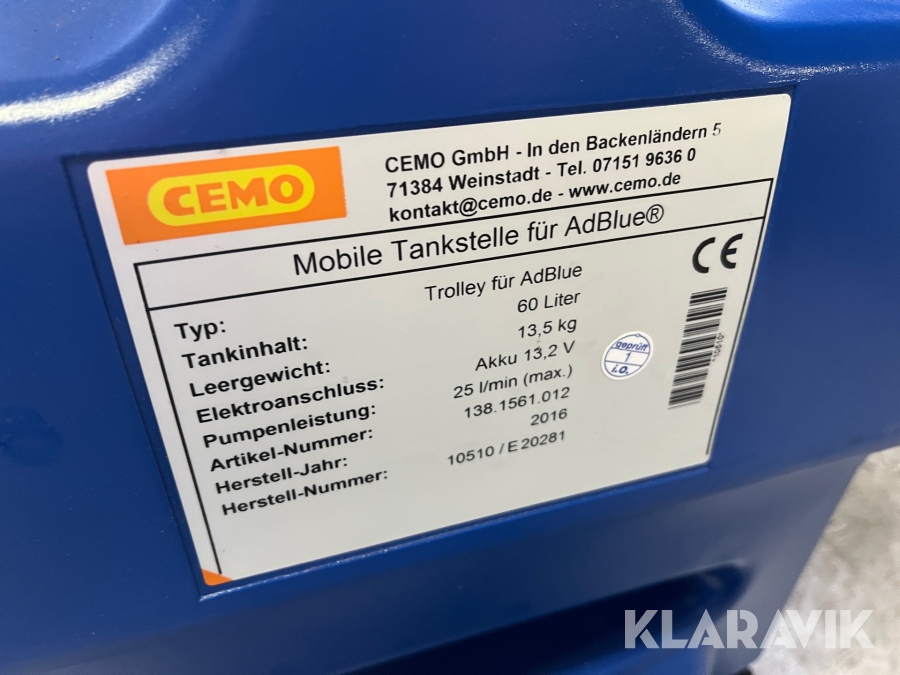 CEMO
CEMO GmbH - In den Backenländern 5
71384 Weinstadt - Tel. 07151 9636 0
kontakt@cemo.de - www.cemo.de
Mobile Tankstelle für AdBlue®
CE
Typ: Trolley für AdBlue
Tankinhalt: 60 Liter
Leergewicht: 13,5 kg
Elektroanschluss: Akku 13,2 V
Pumpenleistung: 25 l/min (max.)
Artikel-Nummer: 138.1561.012
Herstell-Jahr: 2016
Herstell-Nummer: 10510 / E 20281
geprüft
1
i.O.
*10510*
KLARAVIK